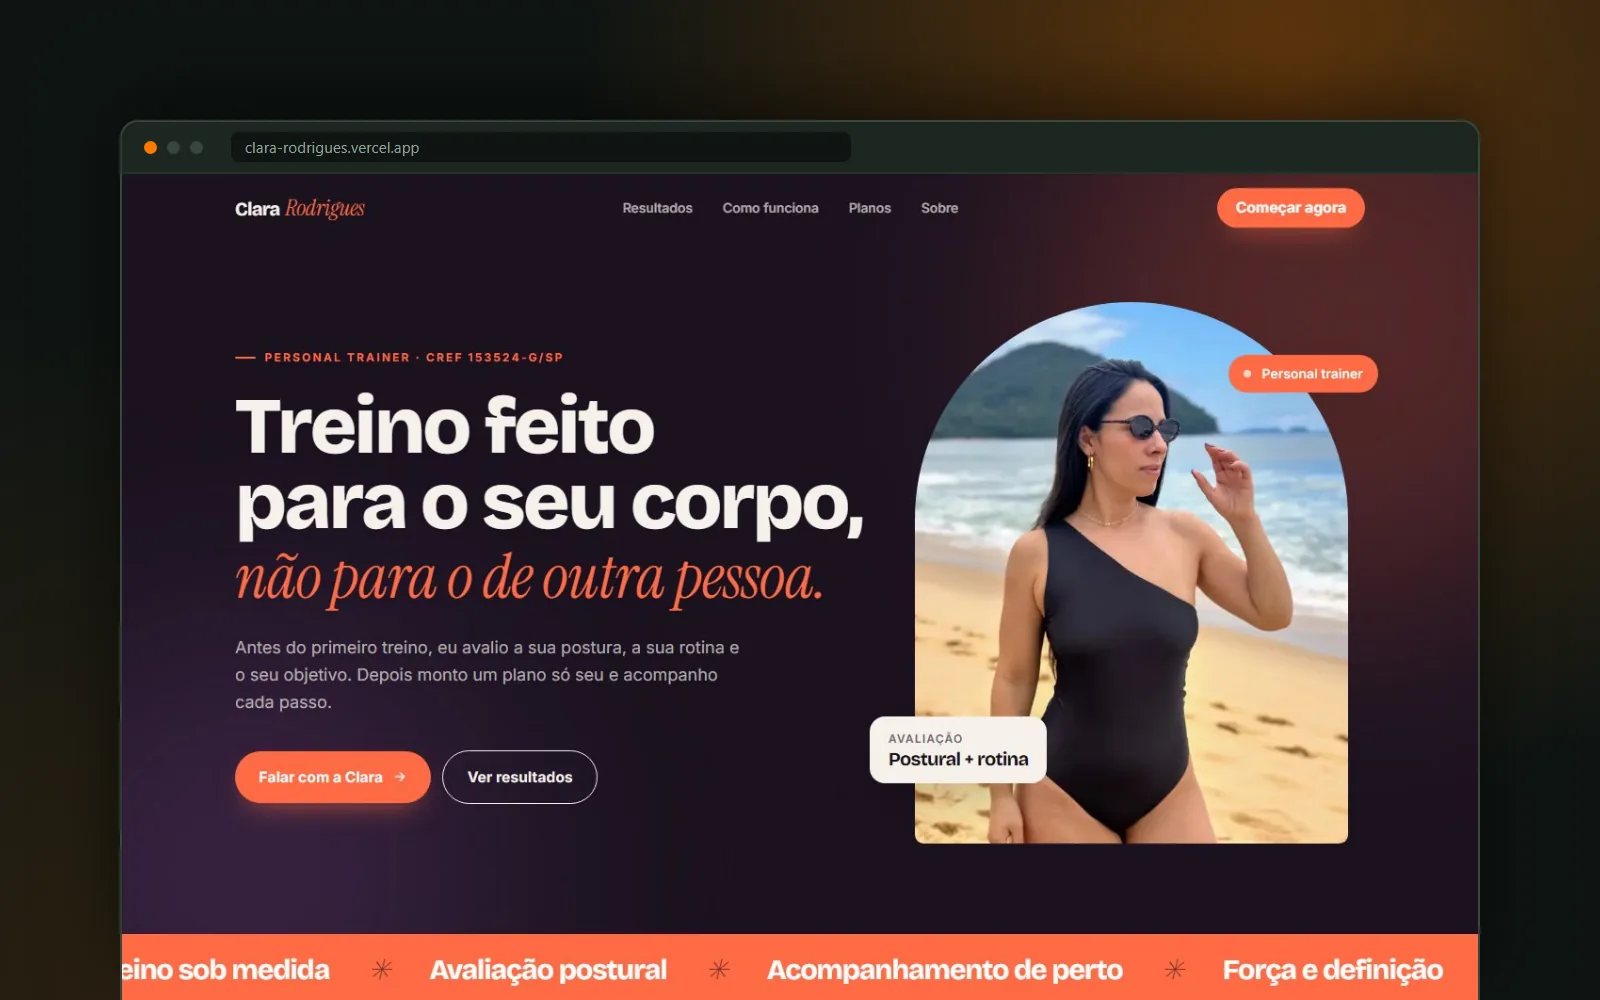 clara-rodrigues.vercel.app
Clara Rodrigues
Resultados
Como funciona
Planos
Sobre
Começar agora
PERSONAL TRAINER · CREF 153524-G/SP
Treino feito
para o seu corpo,
não para o de outra pessoa.
Antes do primeiro treino, eu avalio a sua postura, a sua rotina e
o seu objetivo. Depois monto um plano só seu e acompanho
cada passo.
Falar com a Clara →
Ver resultados
Personal trainer
AVALIAÇÃO
Postural + rotina
eino sob medida ✳ Avaliação postural ✳ Acompanhamento de perto ✳ Força e definição